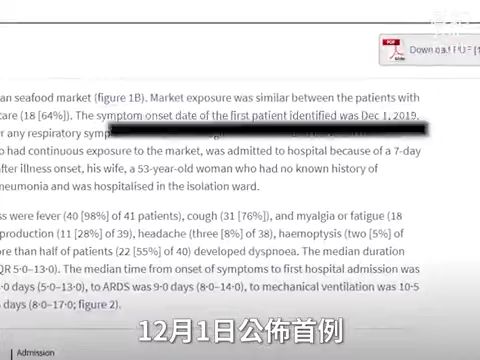 Download PDF [1
an seafood market (figure 1B). Market exposure was similar between the patients with
care (18 [64%]). The symptom onset date of the first patient identified was Dec 1, 2019.
r any respiratory symp
o had continuous exposure to the market, was admitted to hospital because of a 7-day
fter illness onset, his wife, a 53-year-old woman who had no known history of
neumonia and was hospitalised in the isolation ward.
ss were fever (40 [98%] of 41 patients), cough (31 [76%]), and myalgia or fatigue (18
production (11 [28%] of 39), headache (three [8%] of 38), haemoptysis (two [5%] of
ore than half of patients (22 [55%] of 40) developed dyspnoea. The median duration
QR 5·0–13·0). The median time from onset of symptoms to first hospital admission was
·0 days (5·0–13·0), to ARDS was 9·0 days (8·0–14·0), to mechanical ventilation was 10·5
days (8·0–17·0; figure 2).
12月1日公佈首例
Admission